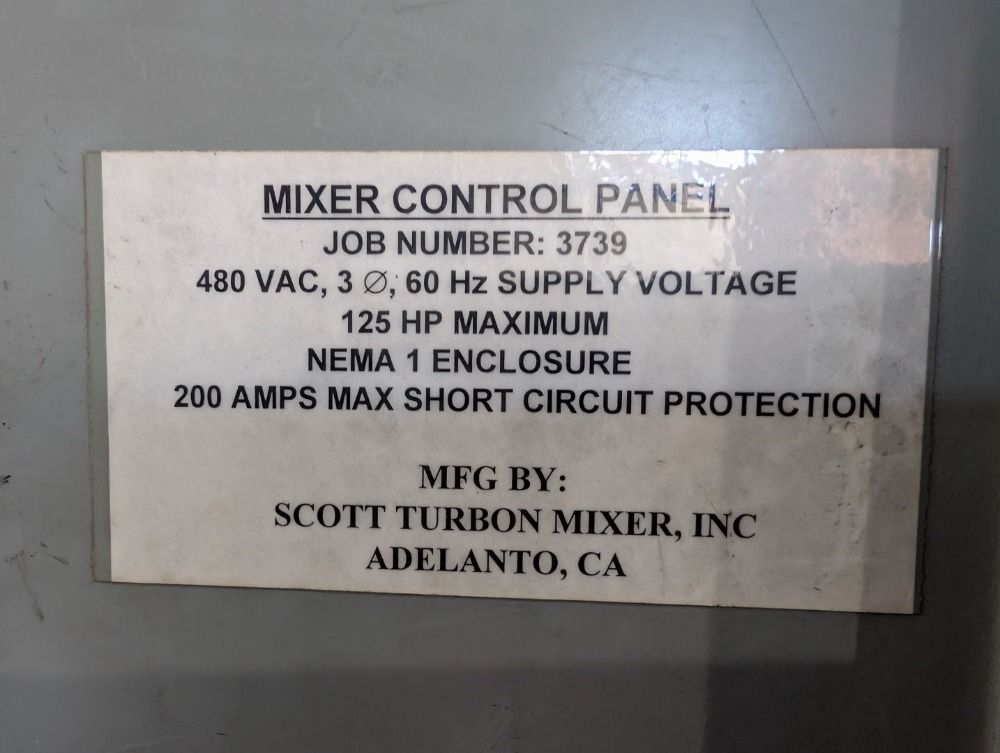 MIXER CONTROL PANEL
JOB NUMBER: 3739
480 VAC, 3 Ø, 60 Hz SUPPLY VOLTAGE
125 HP MAXIMUM
NEMA 1 ENCLOSURE
200 AMPS MAX SHORT CIRCUIT PROTECTION
MFG BY:
SCOTT TURBON MIXER, INC
ADELANTO, CA